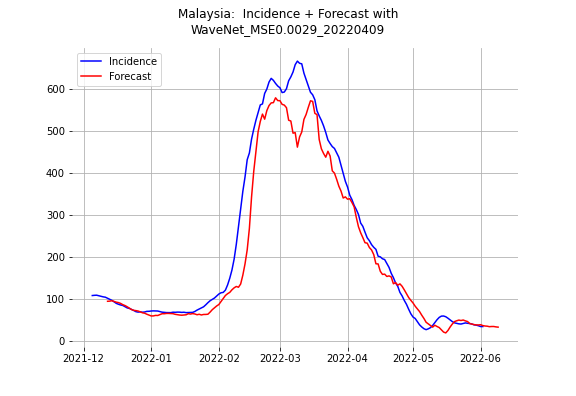 Malaysia:  Incidence + Forecast with
WaveNet_MSE0.0029_20220409
Incidence
Forecast
600
500
400
300
200
100
0
2021-12 2022-01 2022-02 2022-03 2022-04 2022-05 2022-06